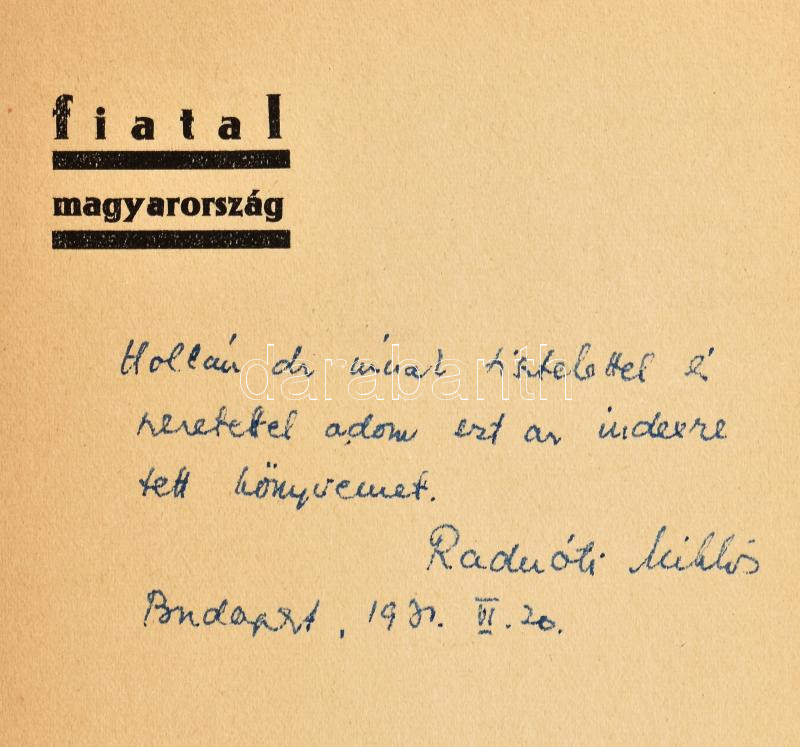 fiatal
magyarország
Hollán dr úrnak tisztelettel és
szeretettel adom ezt az indexre
tett könyvemet.
Radnóti Miklós
Budapest, 1931. VI. 20.
darabanth